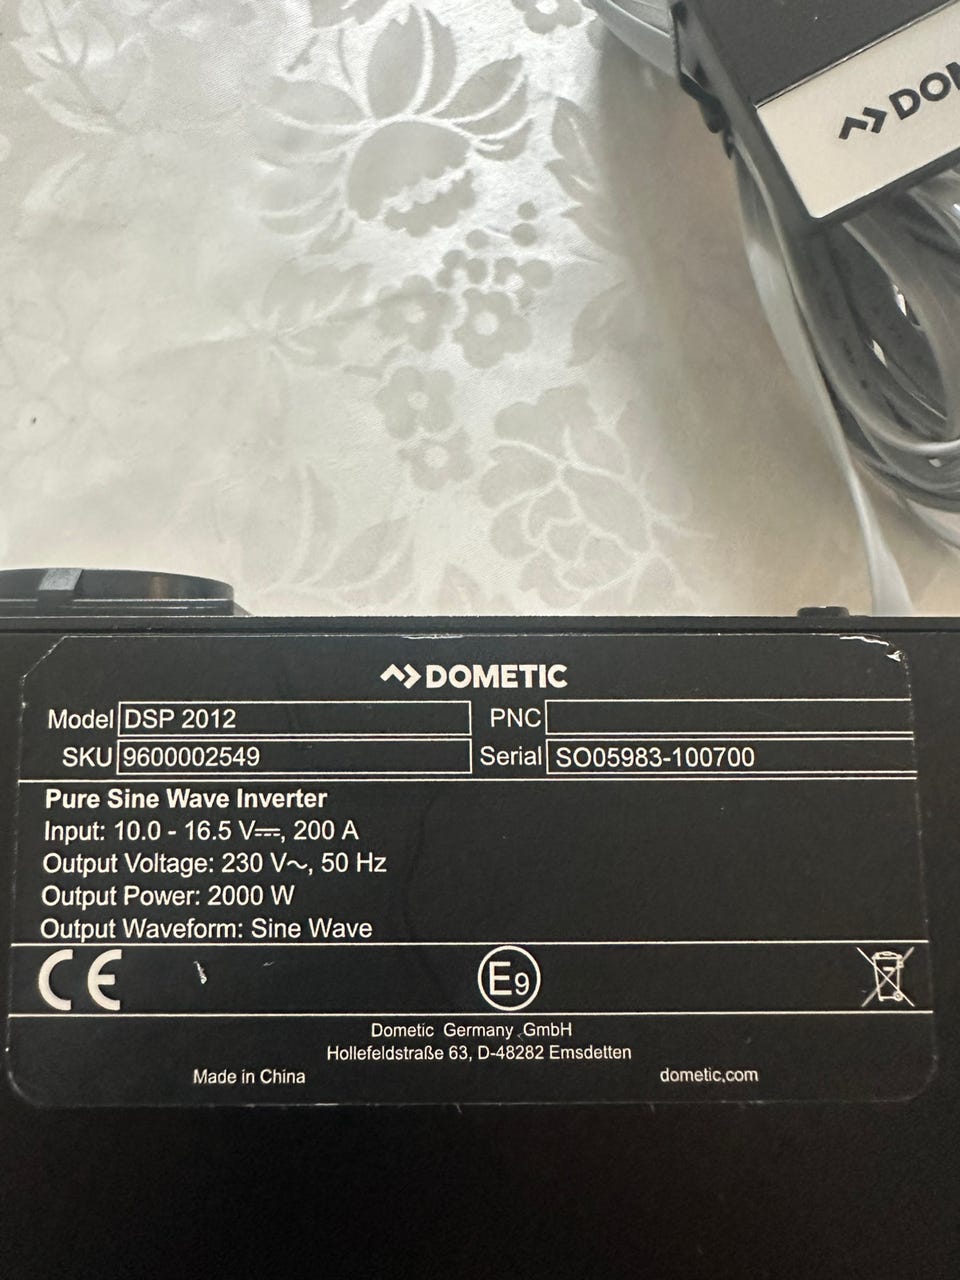 DOMETIC
Model DSP 2012 PNC
SKU 9600002549 Serial SO05983-100700
Pure Sine Wave Inverter
Input: 10.0 - 16.5 V⎓, 200 A
Output Voltage: 230 V~, 50 Hz
Output Power: 2000 W
Output Waveform: Sine Wave
CE E9
Dometic Germany GmbH
Hollefeldstraße 63, D-48282 Emsdetten
Made in China dometic.com